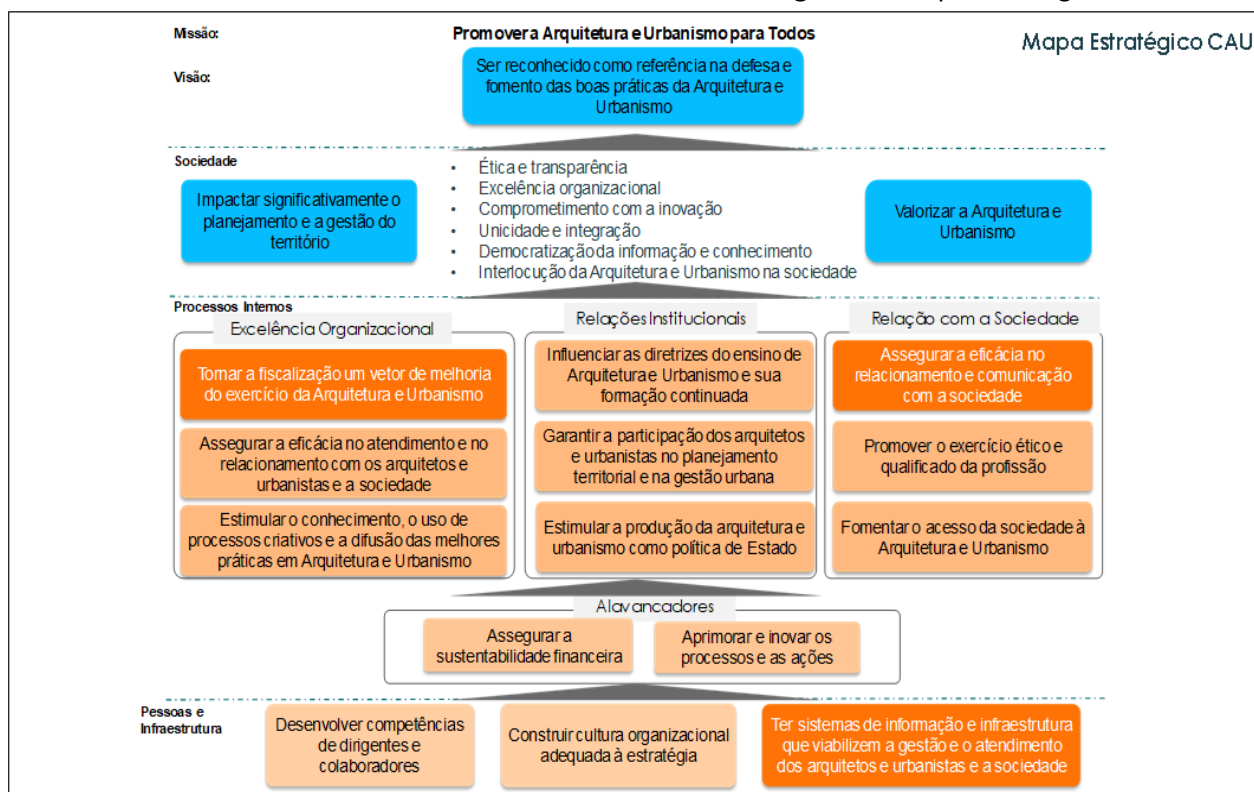 Missão:
Promover a Arquitetura e Urbanismo para Todos
Mapa Estratégico CAU
Visão:
Ser reconhecido como referência na defesa e
fomento das boas práticas da Arquitetura e
Urbanismo
Sociedade
Impactar significativamente o
planejamento e a gestão do
território
• Ética e transparência
• Excelência organizacional
• Comprometimento com a inovação
• Unicidade e integração
• Democratização da informação e conhecimento
• Interlocução da Arquitetura e Urbanismo na sociedade
Valorizar a Arquitetura e
Urbanismo
Processos Internos
Excelência Organizacional
Tornar a fiscalização um vetor de melhoria
do exercício da Arquitetura e Urbanismo
Assegurar a eficácia no atendimento e no
relacionamento com os arquitetos e
urbanistas e a sociedade
Estimular o conhecimento, o uso de
processos criativos e a difusão das melhores
práticas em Arquitetura e Urbanismo
Relações Institucionais
Influenciar as diretrizes do ensino de
Arquitetura e Urbanismo e sua
formação continuada
Garantir a participação dos arquitetos
e urbanistas no planejamento
territorial e na gestão urbana
Estimular a produção da arquitetura e
urbanismo como política de Estado
Relação com a Sociedade
Assegurar a eficácia no
relacionamento e comunicação
com a sociedade
Promover o exercício ético e
qualificado da profissão
Fomentar o acesso da sociedade à
Arquitetura e Urbanismo
Alavancadores
Assegurar a
sustentabilidade financeira
Aprimorar e inovar os
processos e as ações
Pessoas e
Infraestrutura
Desenvolver competências
de dirigentes e
colaboradores
Construir cultura organizacional
adequada à estratégia
Ter sistemas de informação e infraestrutura
que viabilizem a gestão e o atendimento
dos arquitetos e urbanistas e a sociedade